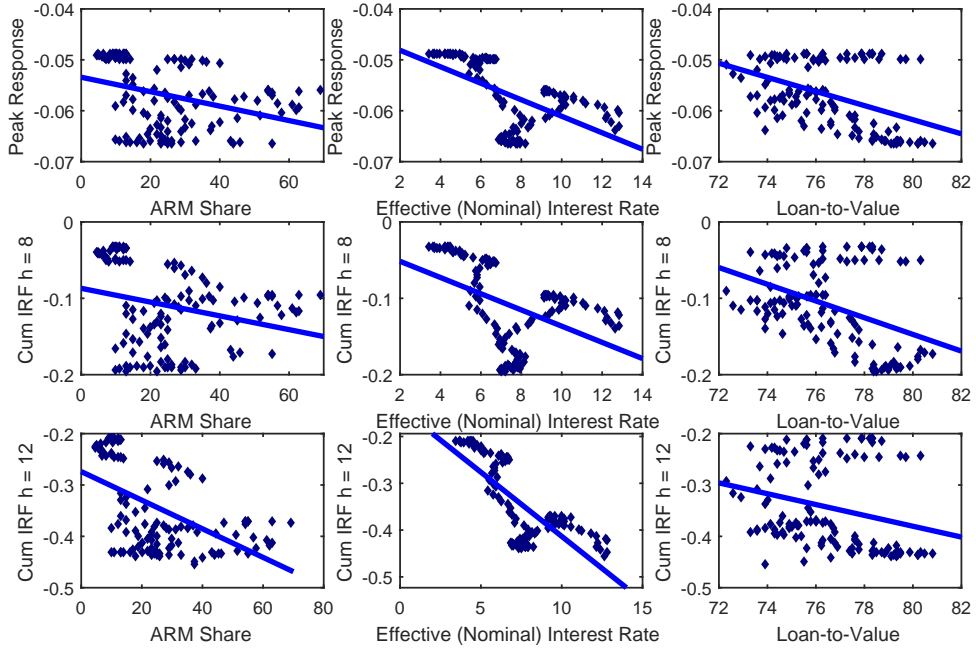 -0.04
-0.05
-0.06
-0.07
Peak Response
0 20 40 60
ARM Share
-0.04
-0.05
-0.06
-0.07
Peak Response
2 4 6 8 10 12 14
Effective (Nominal) Interest Rate
-0.04
-0.05
-0.06
-0.07
Peak Response
72 74 76 78 80 82
Loan-to-Value
0
-0.1
-0.2
Cum IRF h = 8
0 20 40 60
ARM Share
0
-0.1
-0.2
Cum IRF h = 8
2 4 6 8 10 12 14
Effective (Nominal) Interest Rate
0
-0.1
-0.2
Cum IRF h = 8
72 74 76 78 80 82
Loan-to-Value
-0.2
-0.3
-0.4
-0.5
Cum IRF h = 12
0 20 40 60 80
ARM Share
-0.2
-0.3
-0.4
-0.5
Cum IRF h = 12
0 5 10 15
Effective (Nominal) Interest Rate
-0.2
-0.3
-0.4
-0.5
Cum IRF h = 12
72 74 76 78 80 82
Loan-to-Value